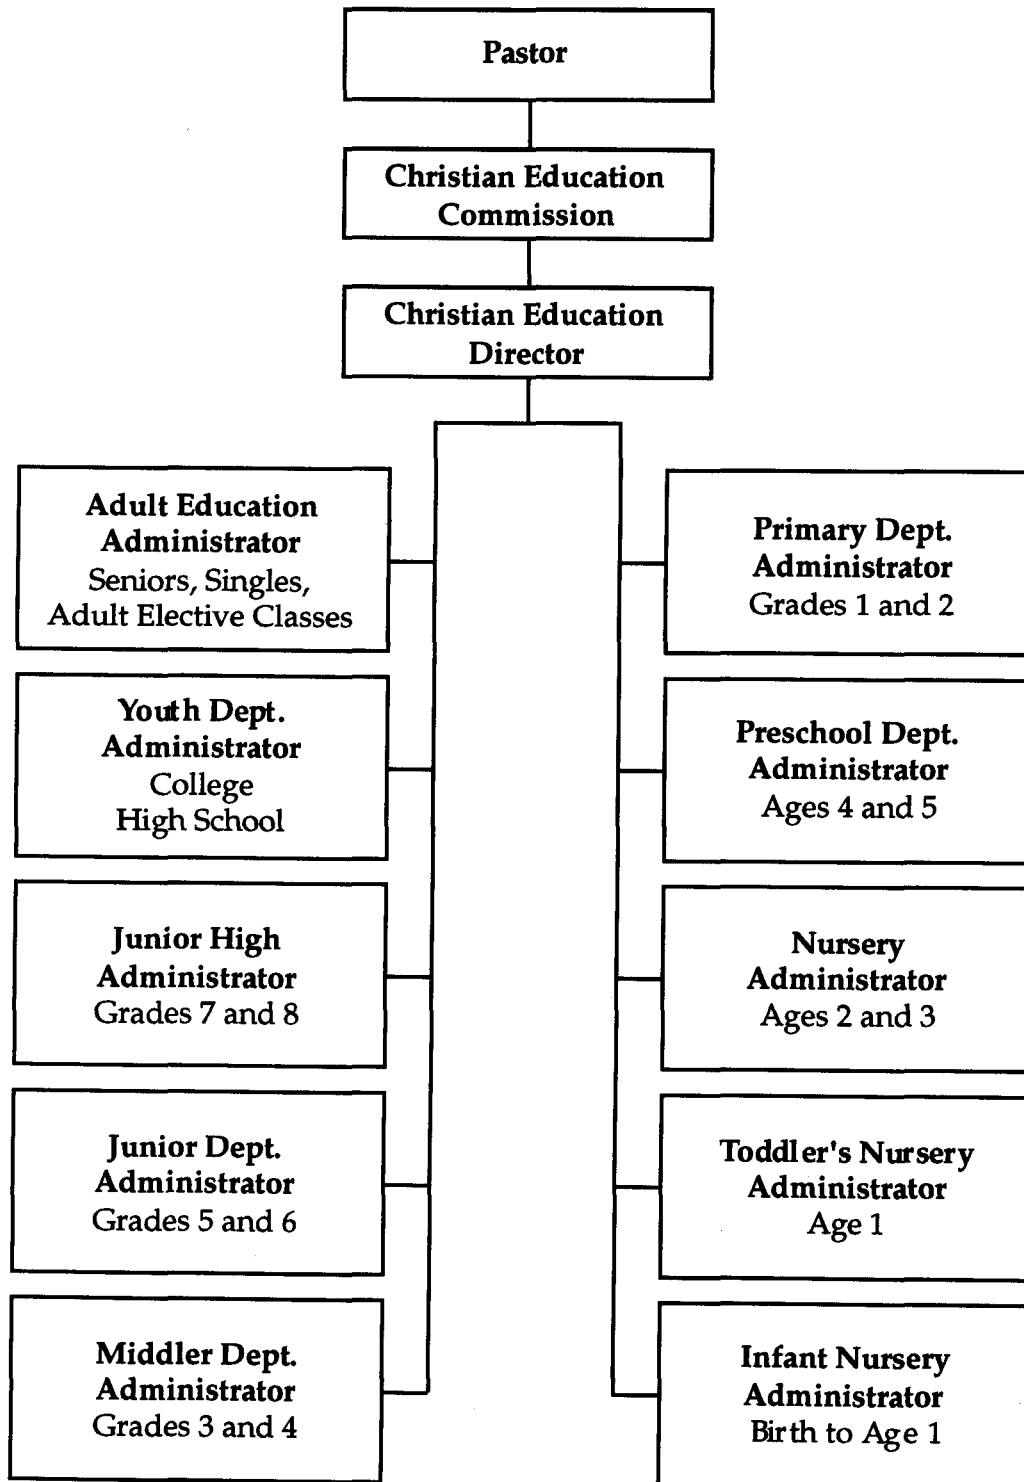 Pastor
Christian Education
Commission
Christian Education
Director
Adult Education
Administrator
Seniors, Singles,
Adult Elective Classes
Youth Dept.
Administrator
College
High School
Junior High
Administrator
Grades 7 and 8
Junior Dept.
Administrator
Grades 5 and 6
Middler Dept.
Administrator
Grades 3 and 4
Primary Dept.
Administrator
Grades 1 and 2
Preschool Dept.
Administrator
Ages 4 and 5
Nursery
Administrator
Ages 2 and 3
Toddler's Nursery
Administrator
Age 1
Infant Nursery
Administrator
Birth to Age 1